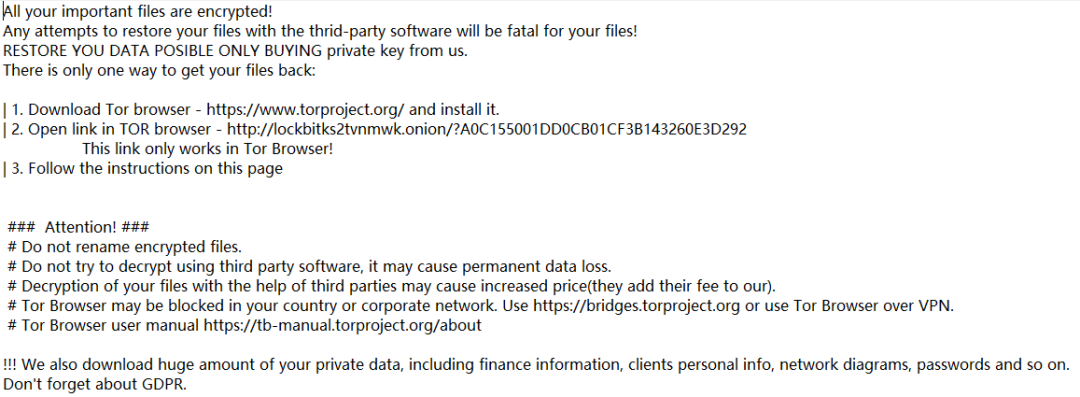 All your important files are encrypted!
Any attempts to restore your files with the thrid-party software will be fatal for your files!
RESTORE YOU DATA POSIBLE ONLY BUYING private key from us.
There is only one way to get your files back:
| 1. Download Tor browser - https://www.torproject.org/ and install it.
| 2. Open link in TOR browser - http://lockbitks2tvnmwk.onion/?A0C155001DD0CB01CF3B143260E3D292
This link only works in Tor Browser!
| 3. Follow the instructions on this page
### Attention! ###
# Do not rename encrypted files.
# Do not try to decrypt using third party software, it may cause permanent data loss.
# Decryption of your files with the help of third parties may cause increased price(they add their fee to our).
# Tor Browser may be blocked in your country or corporate network. Use https://bridges.torproject.org or use Tor Browser over VPN.
# Tor Browser user manual https://tb-manual.torproject.org/about
!!! We also download huge amount of your private data, including finance information, clients personal info, network diagrams, passwords and so on.
Don't forget about GDPR.